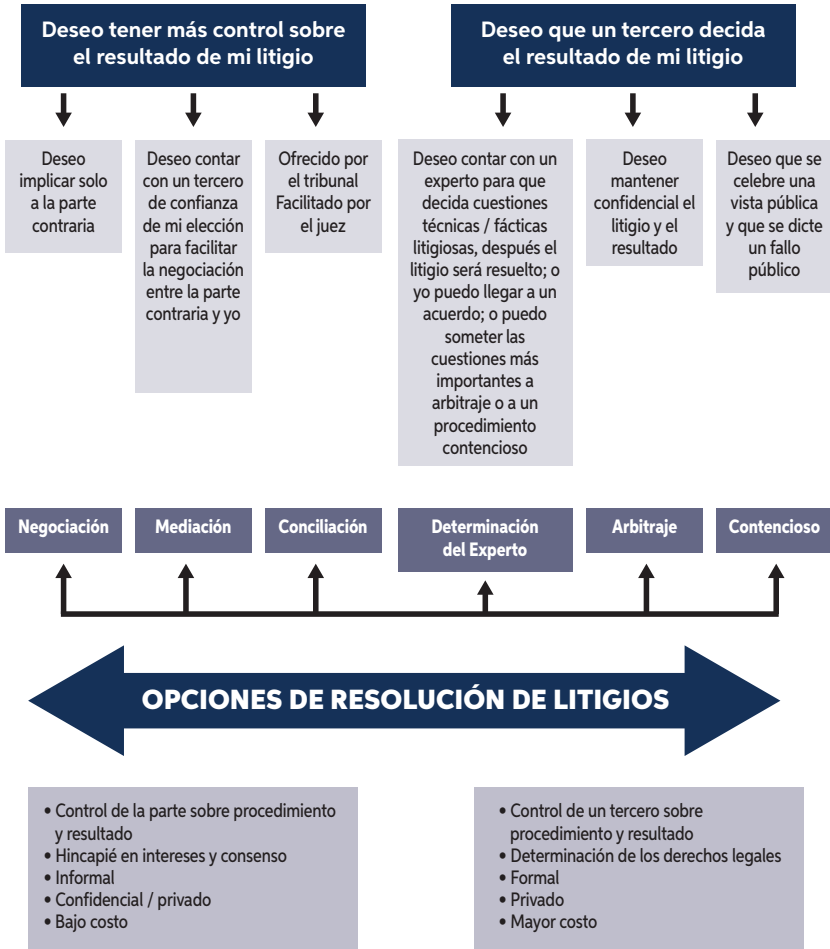 Deseo tener más control sobre
el resultado de mi litigio
Deseo que un tercero decida
el resultado de mi litigio
Deseo
implicar solo
a la parte
contraria
Deseo contar
con un tercero
de confianza
de mi elección
para facilitar
la negociación
entre la parte
contraria y yo
Ofrecido por
el tribunal
Facilitado por
el juez
Deseo contar con un
experto para que
decida cuestiones
técnicas / fácticas
litigiosas, después el
litigio será resuelto; o
yo puedo llegar a un
acuerdo; o puedo
someter las
cuestiones más
importantes a
arbitraje o a un
procedimiento
contencioso
Deseo
mantener
confidencial el
litigio y el
resultado
Deseo que se
celebre una
vista pública
y que se dicte
un fallo
público
Negociación
Mediación
Conciliación
Determinación
del Experto
Arbitraje
Contencioso
OPCIONES DE RESOLUCIÓN DE LITIGIOS
• Control de la parte sobre procedimiento
y resultado
• Hincapié en intereses y consenso
• Informal
• Confidencial / privado
• Bajo costo
• Control de un tercero sobre
procedimiento y resultado
• Determinación de los derechos legales
• Formal
• Privado
• Mayor costo